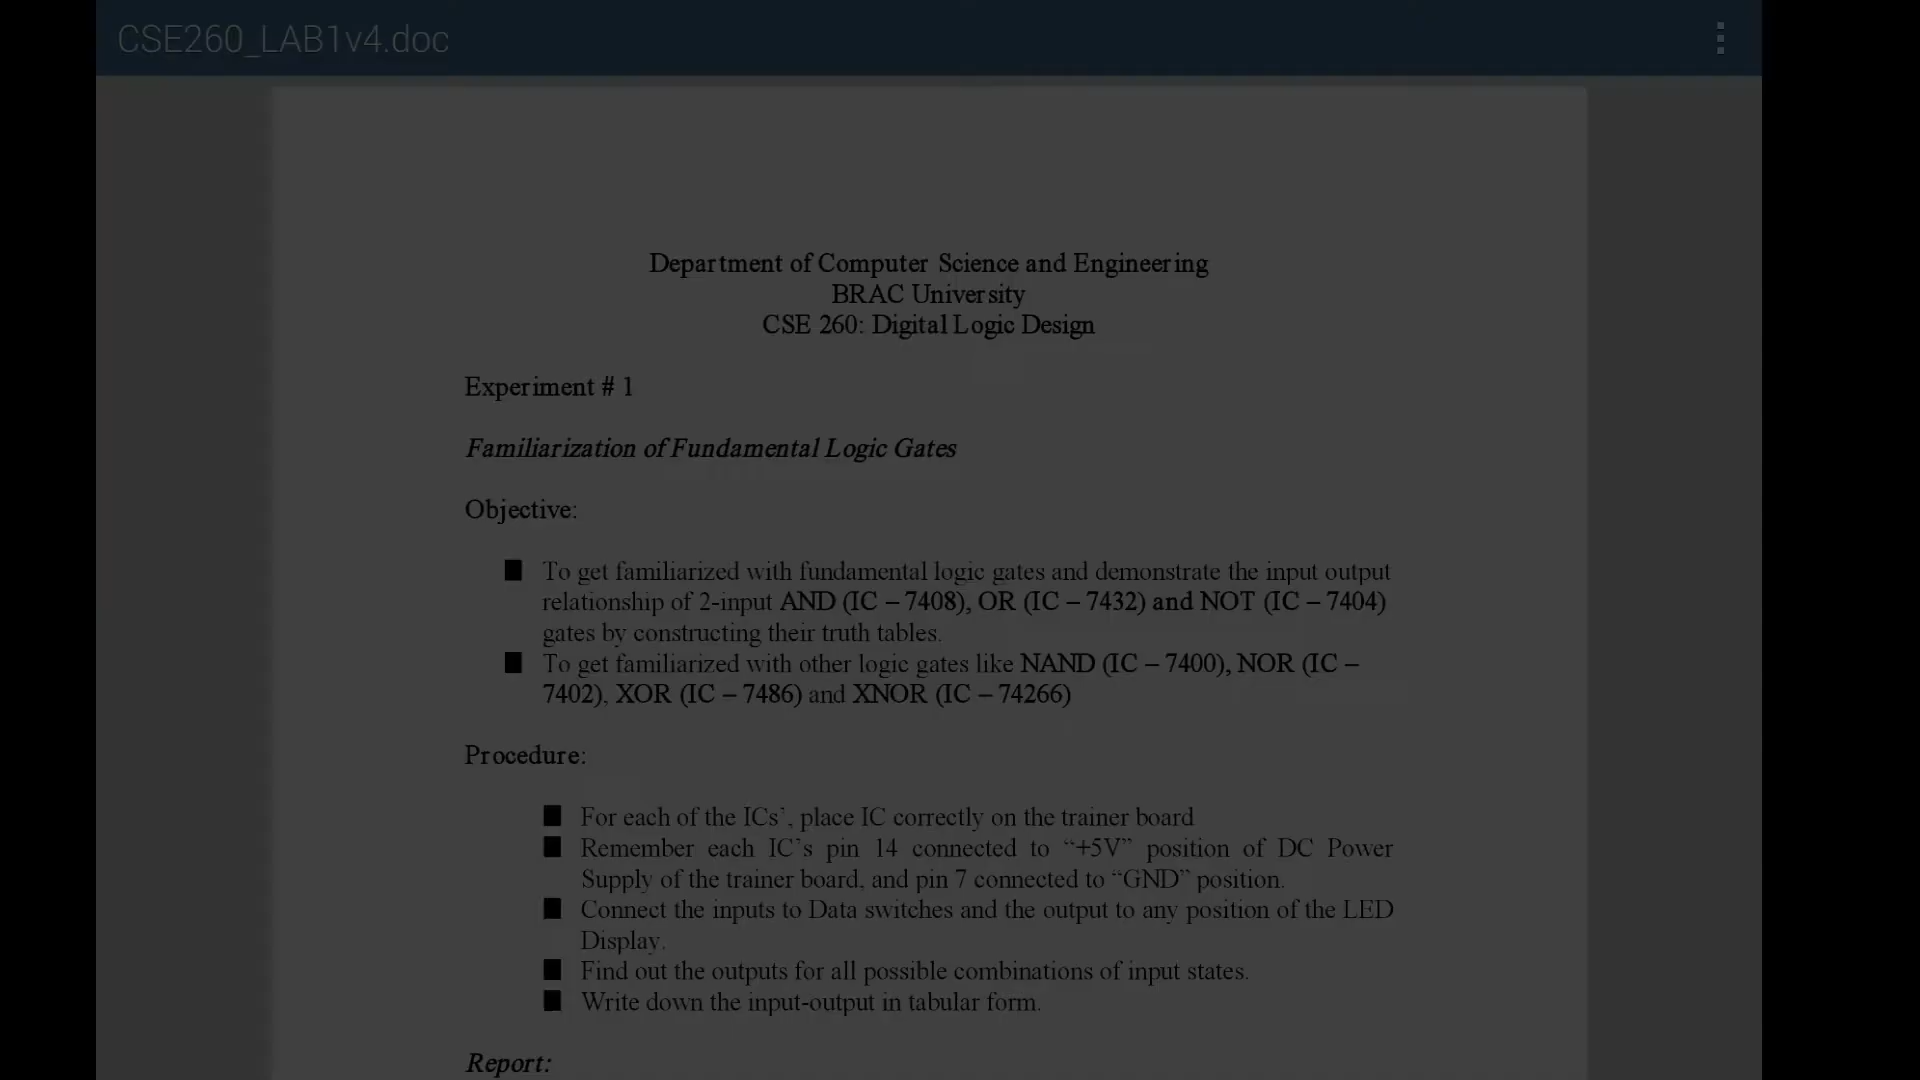 CSE260_LAB1v4.doc
Department of Computer Science and Engineering
BRAC University
CSE 260: Digital Logic Design
Experiment # 1
Familiarization of Fundamental Logic Gates
Objective:
■ To get familiarized with fundamental logic gates and demonstrate the input output
relationship of 2-input AND (IC – 7408), OR (IC – 7432) and NOT (IC – 7404)
gates by constructing their truth tables.
■ To get familiarized with other logic gates like NAND (IC – 7400), NOR (IC –
7402), XOR (IC – 7486) and XNOR (IC – 74266)
Procedure:
■ For each of the ICs’, place IC correctly on the trainer board
■ Remember each IC’s pin 14 connected to “+5V” position of DC Power
Supply of the trainer board, and pin 7 connected to “GND” position.
■ Connect the inputs to Data switches and the output to any position of the LED
Display.
■ Find out the outputs for all possible combinations of input states.
■ Write down the input-output in tabular form.
Report: